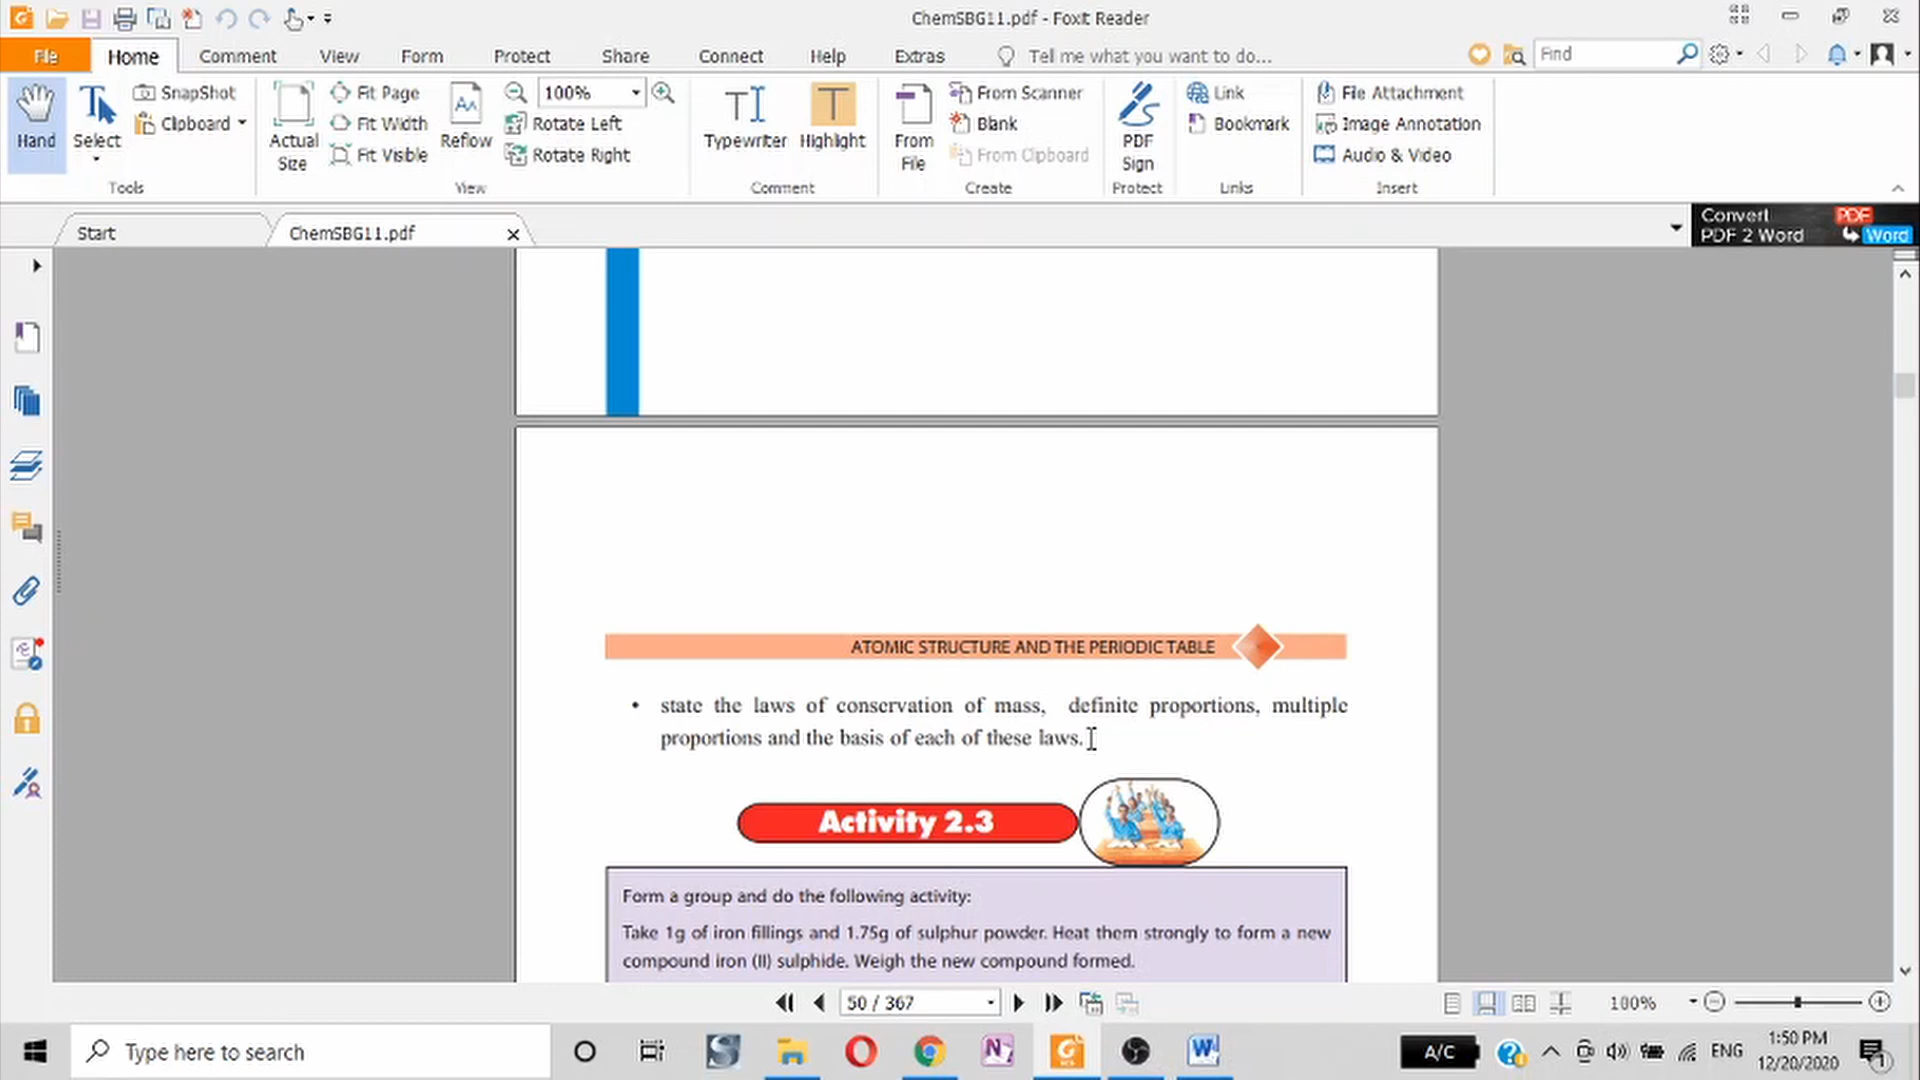 ChemSBG11.pdf - Foxit Reader
File Home Comment View Form Protect Share Connect Help Extras Tell me what you want to do... Find
Hand
Select
SnapShot
Clipboard
Tools
Actual
Size
Fit Page
Fit Width
Fit Visible
Reflow
100%
Rotate Left
Rotate Right
View
Typewriter
Highlight
Comment
From
File
From Scanner
Blank
From Clipboard
Create
PDF
Sign
Protect
Link
Bookmark
Links
File Attachment
Image Annotation
Audio & Video
Insert
Start
ChemSBG11.pdf
Convert PDF
PDF 2 Word Word
ATOMIC STRUCTURE AND THE PERIODIC TABLE
• state the laws of conservation of mass, definite proportions, multiple
proportions and the basis of each of these laws.
Activity 2.3
Form a group and do the following activity:
Take 1g of iron fillings and 1.75g of sulphur powder. Heat them strongly to form a new
compound iron (II) sulphide. Weigh the new compound formed.
50 / 367
100%
Type here to search
A/C
ENG
1:50 PM
12/20/2020
1